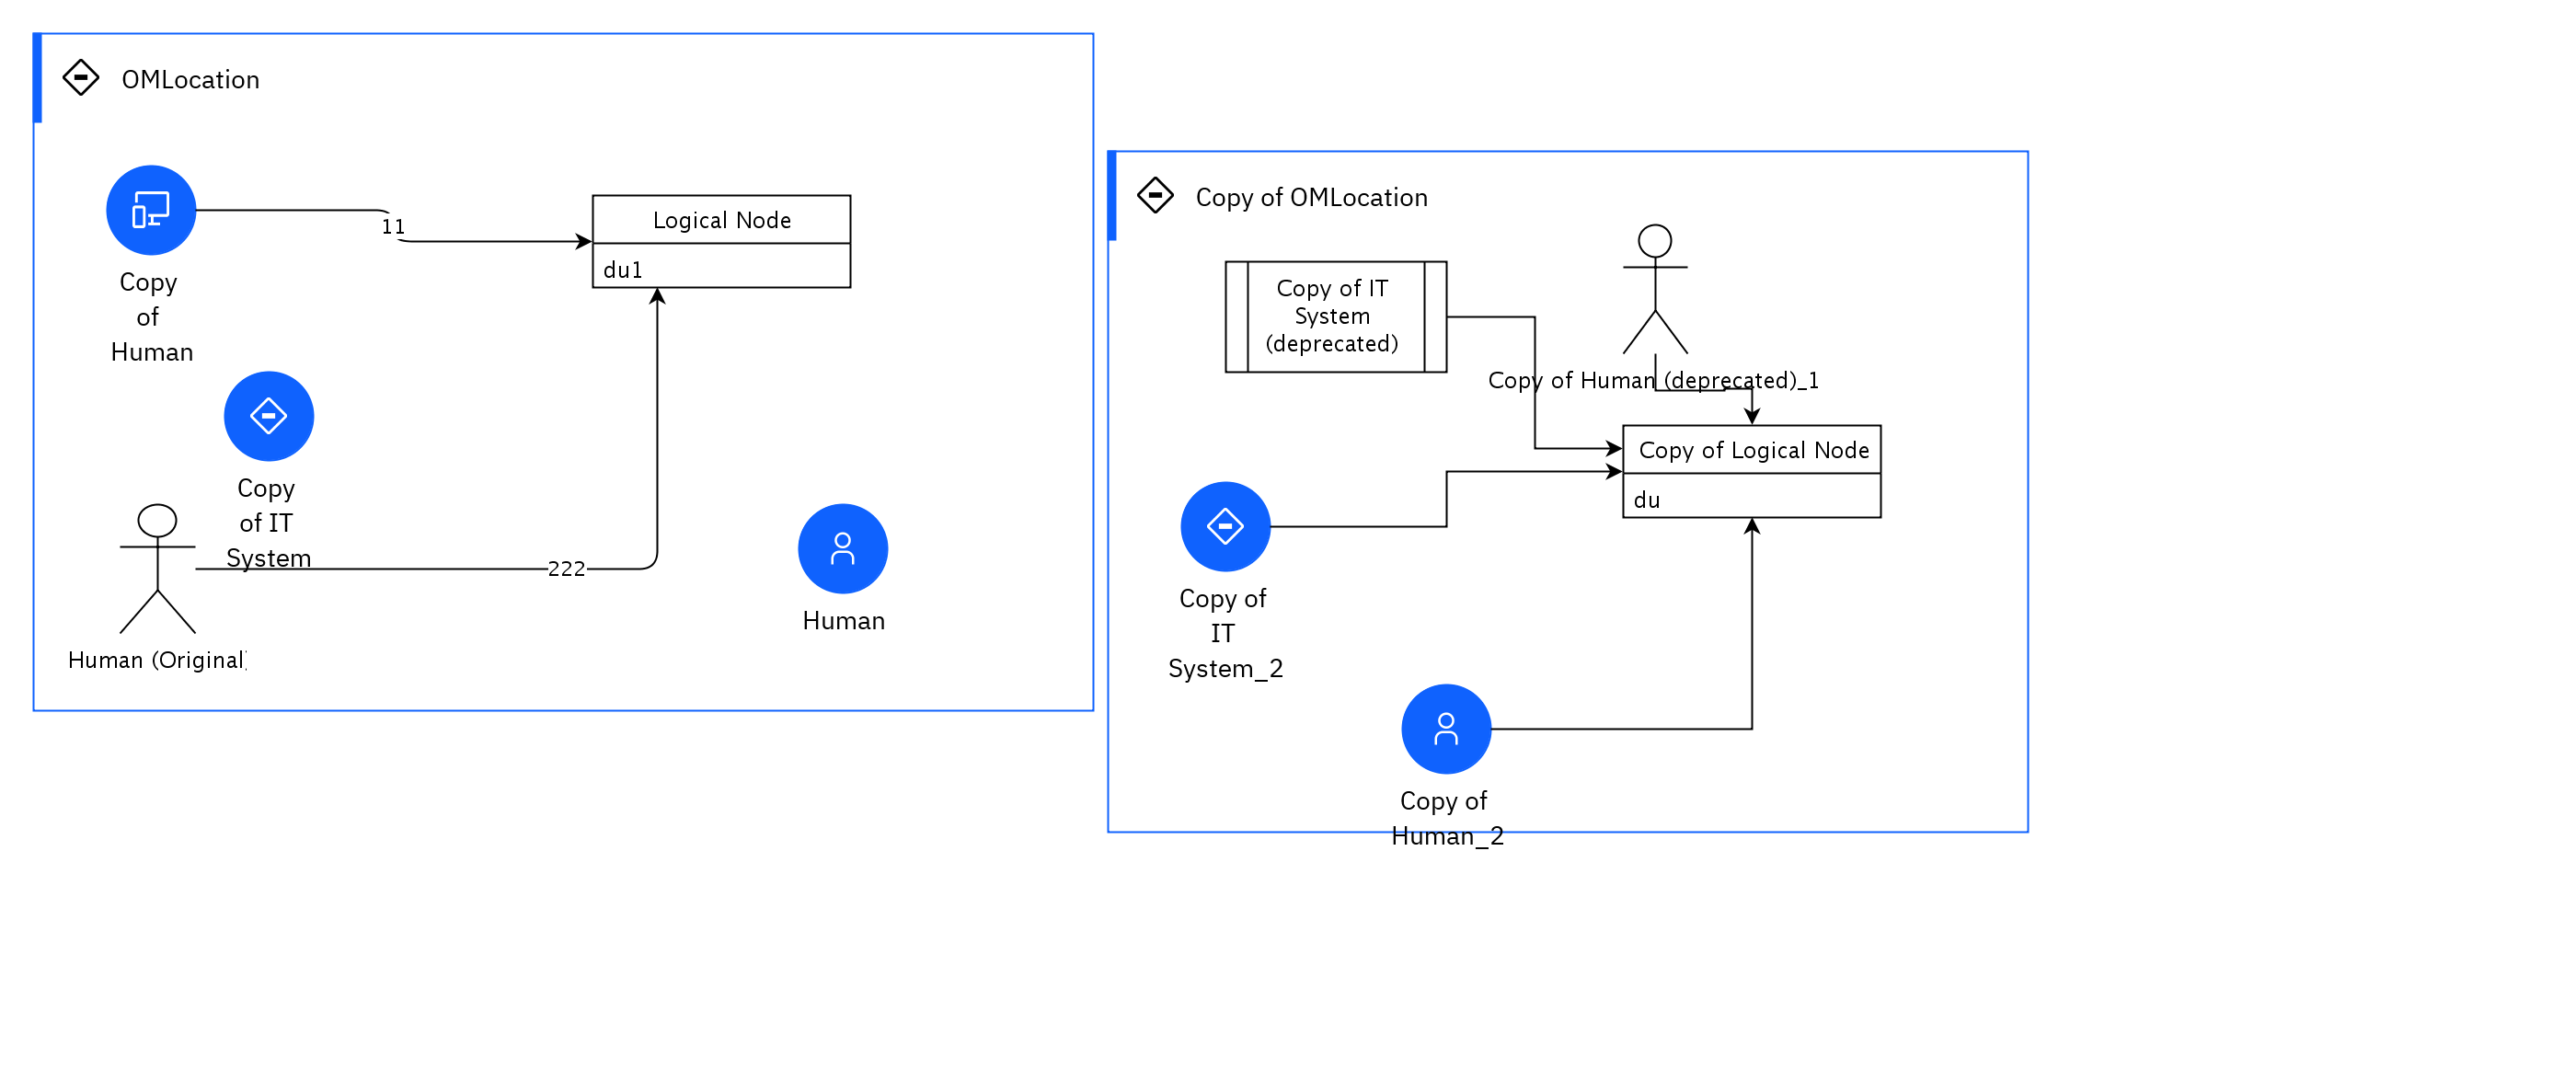 OMLocation
11
Logical Node
du1
Copy
of
Human
Copy
of IT
System
222
Human (Original)
Human
Copy of OMLocation
Copy of IT
System
(deprecated)
Copy of Human (deprecated)_1
Copy of Logical Node
du
Copy of
IT
System_2
Copy of
Human_2